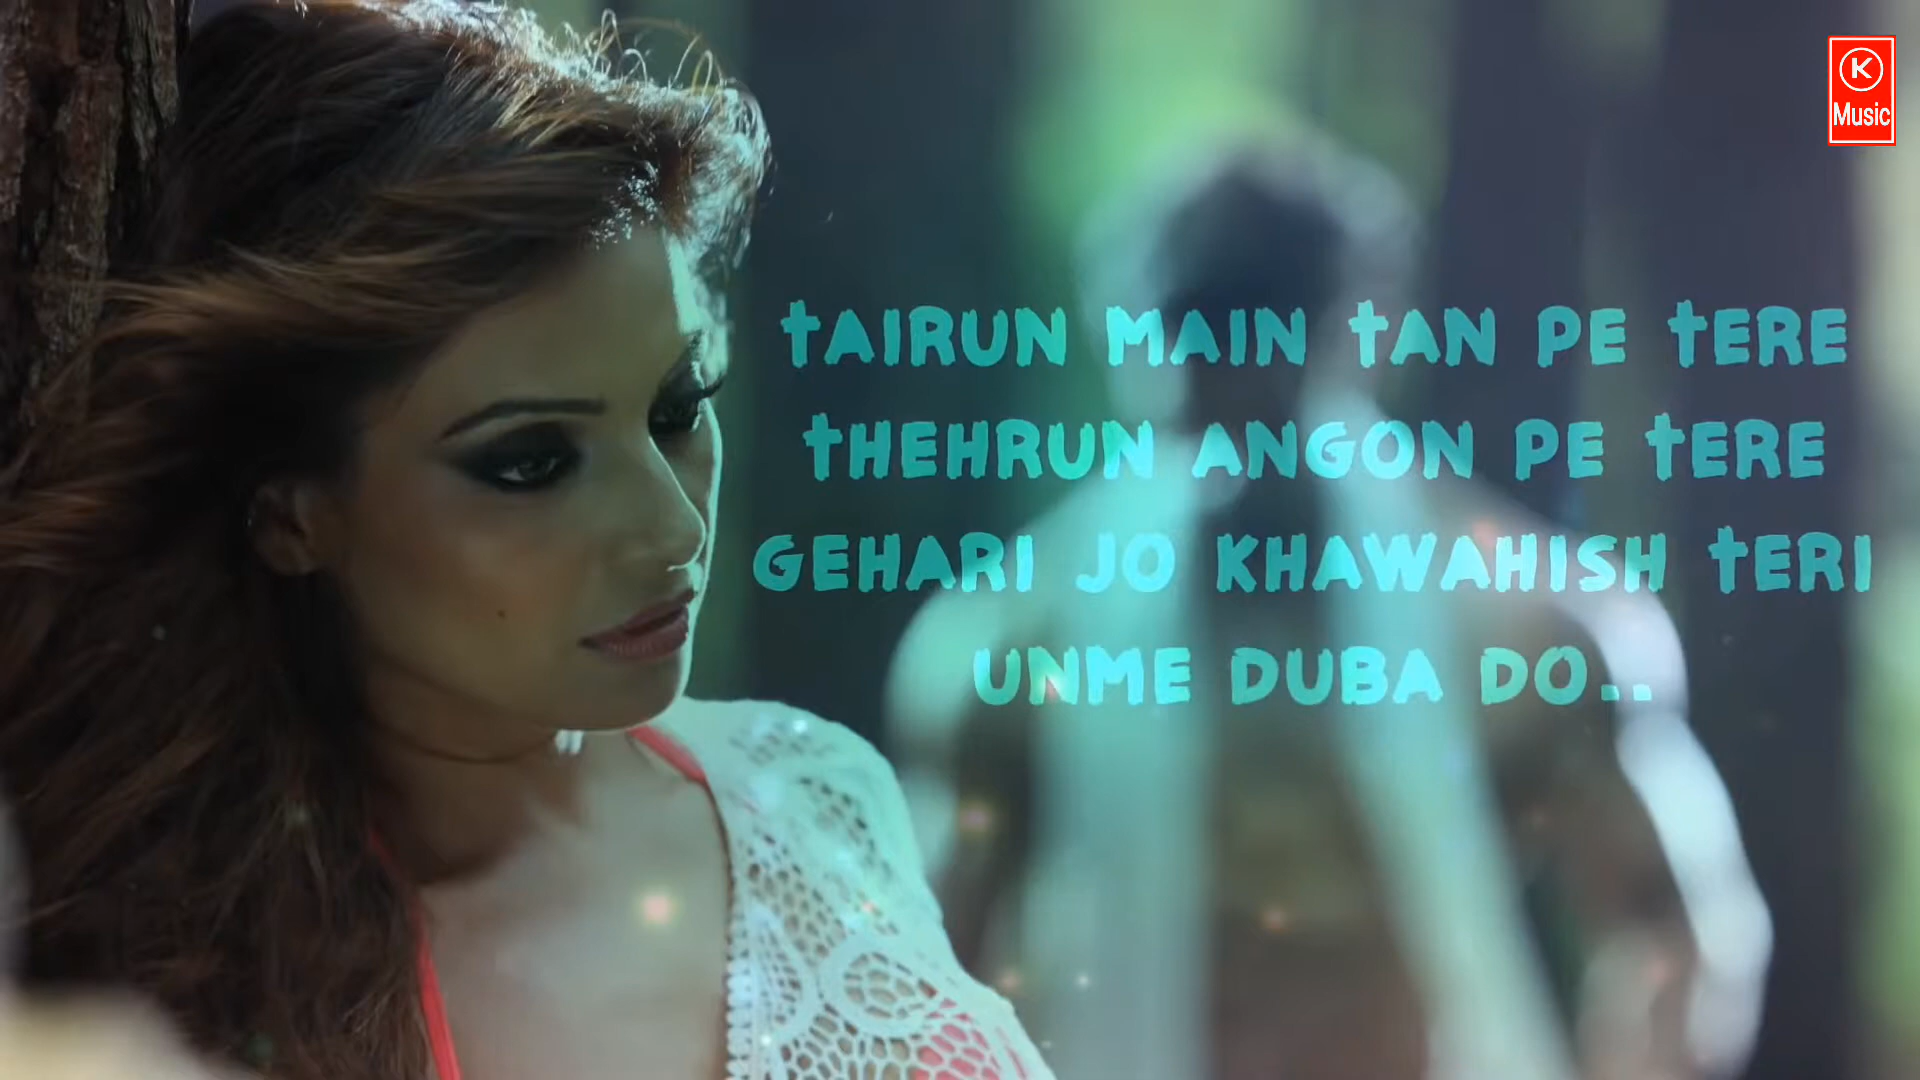 K
Music
TAIRUN MAIN TAN PE TERE
THEHRUN ANGON PE TERE
GEHARI JO KHAWAHISH TERI
UNME DUBA DO..